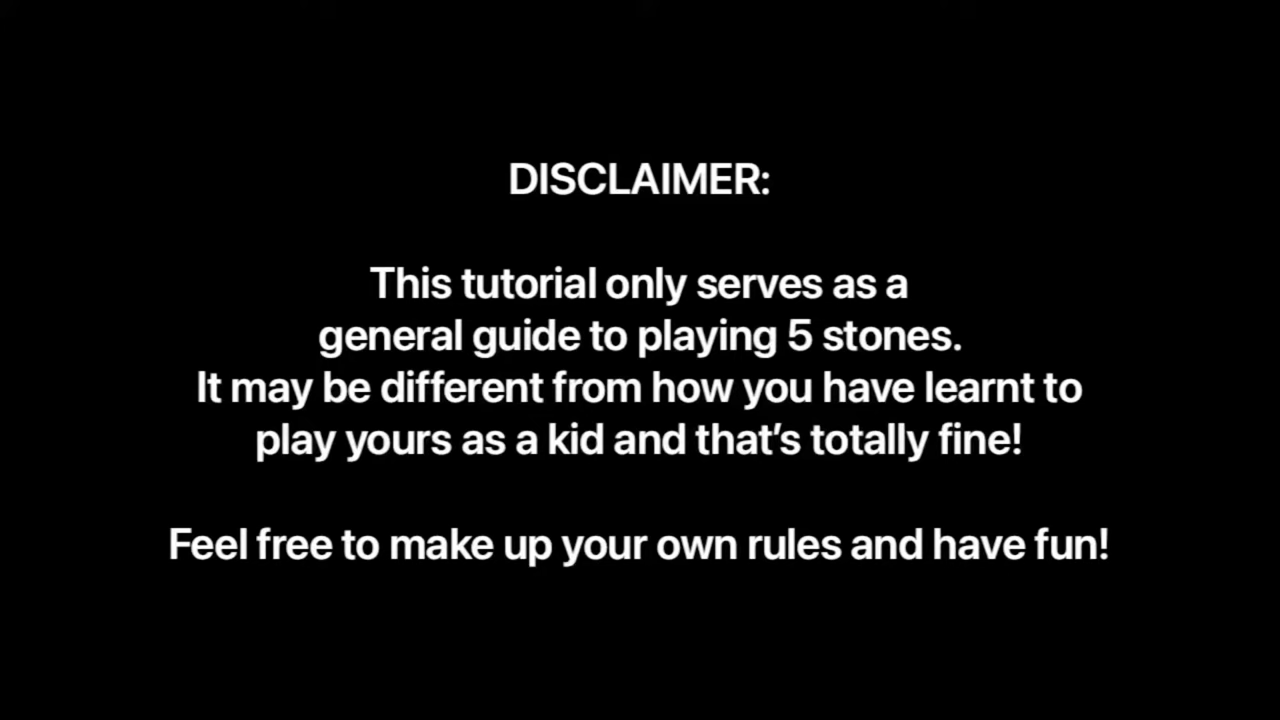 DISCLAIMER:
This tutorial only serves as a
general guide to playing 5 stones.
It may be different from how you have learnt to
play yours as a kid and that’s totally fine!
Feel free to make up your own rules and have fun!